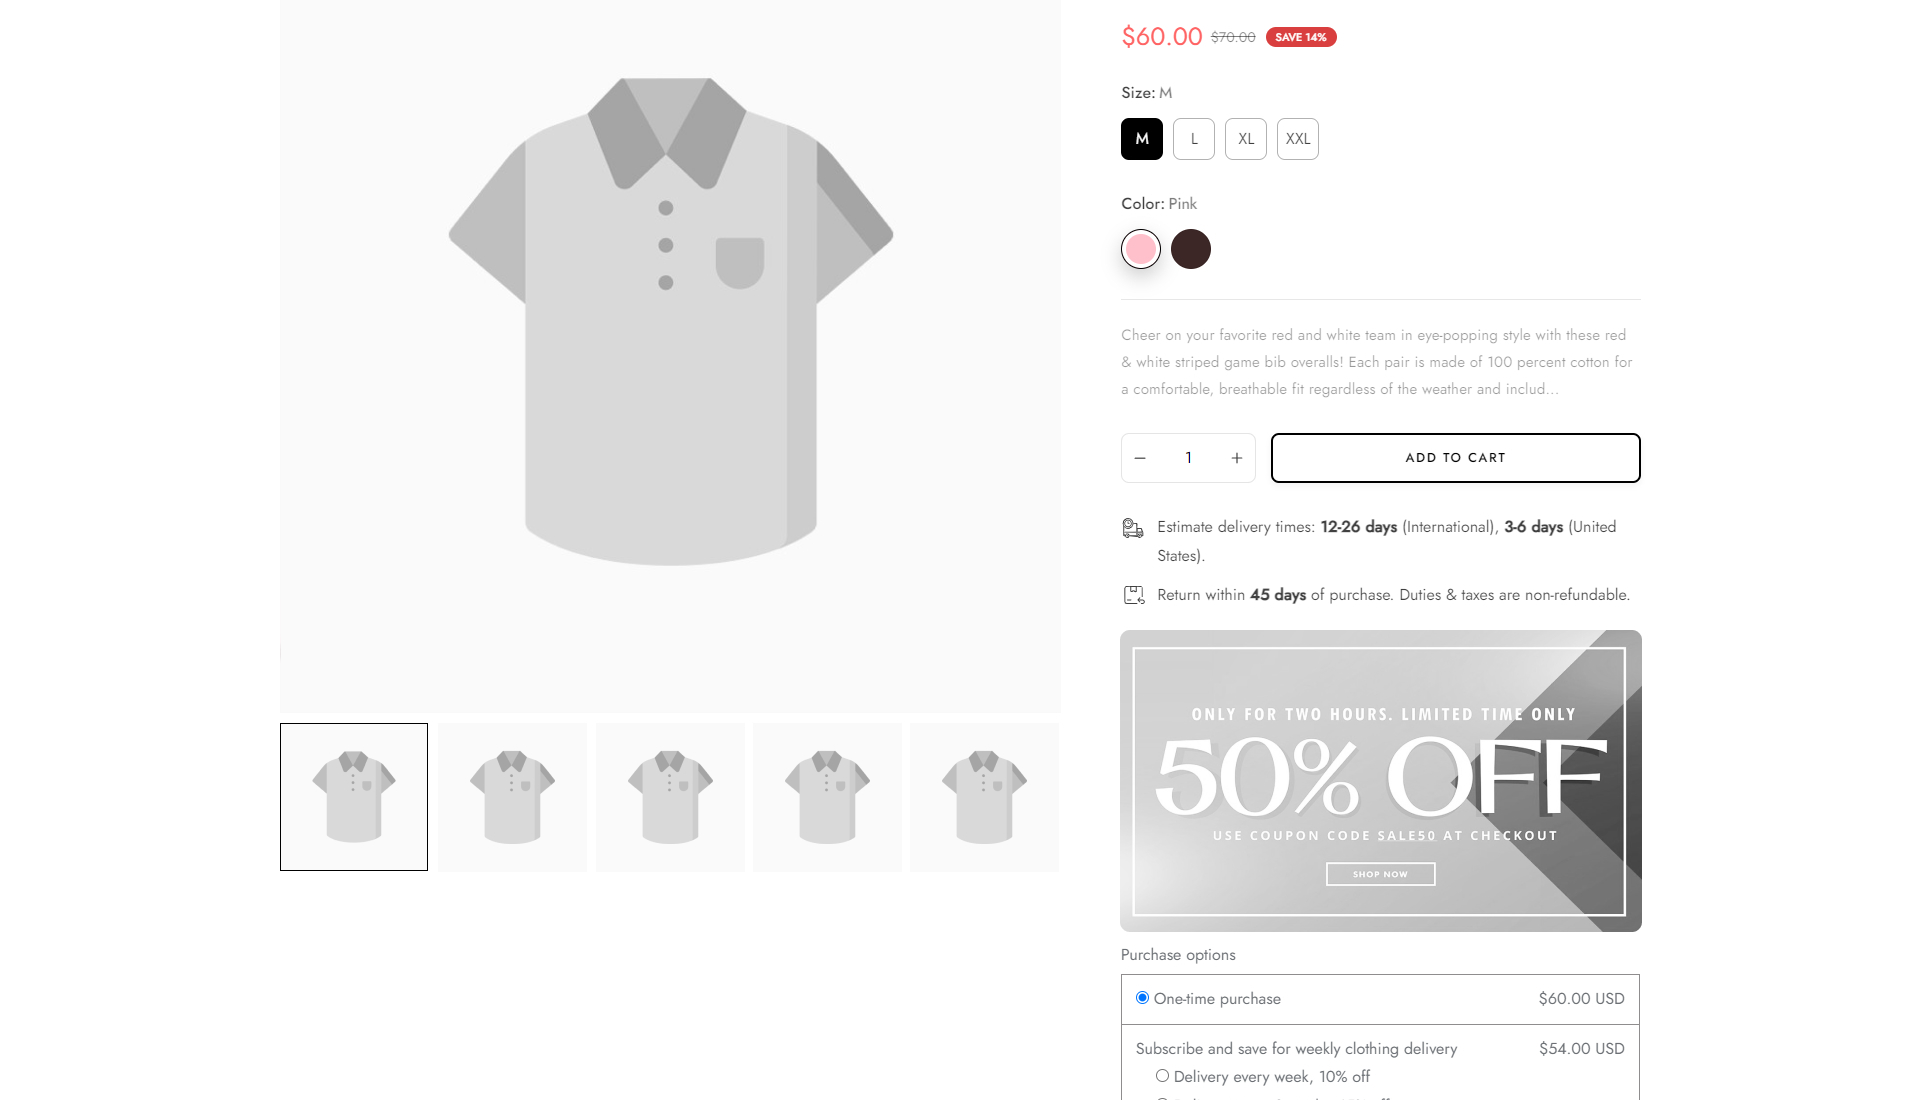 $60.00 $70.00 SAVE 14%
Size: M
M L XL XXL
Color: Pink
Cheer on your favorite red and white team in eye-popping style with these red
& white striped game bib overalls! Each pair is made of 100 percent cotton for
a comfortable, breathable fit regardless of the weather and includ...
1
ADD TO CART
Estimate delivery times: 12-26 days (International), 3-6 days (United
States).
Return within 45 days of purchase. Duties & taxes are non-refundable.
ONLY FOR TWO HOURS. LIMITED TIME ONLY
50% OFF
USE COUPON CODE SALE50 AT CHECKOUT
SHOP NOW
Purchase options
One-time purchase $60.00 USD
Subscribe and save for weekly clothing delivery $54.00 USD
Delivery every week, 10% off